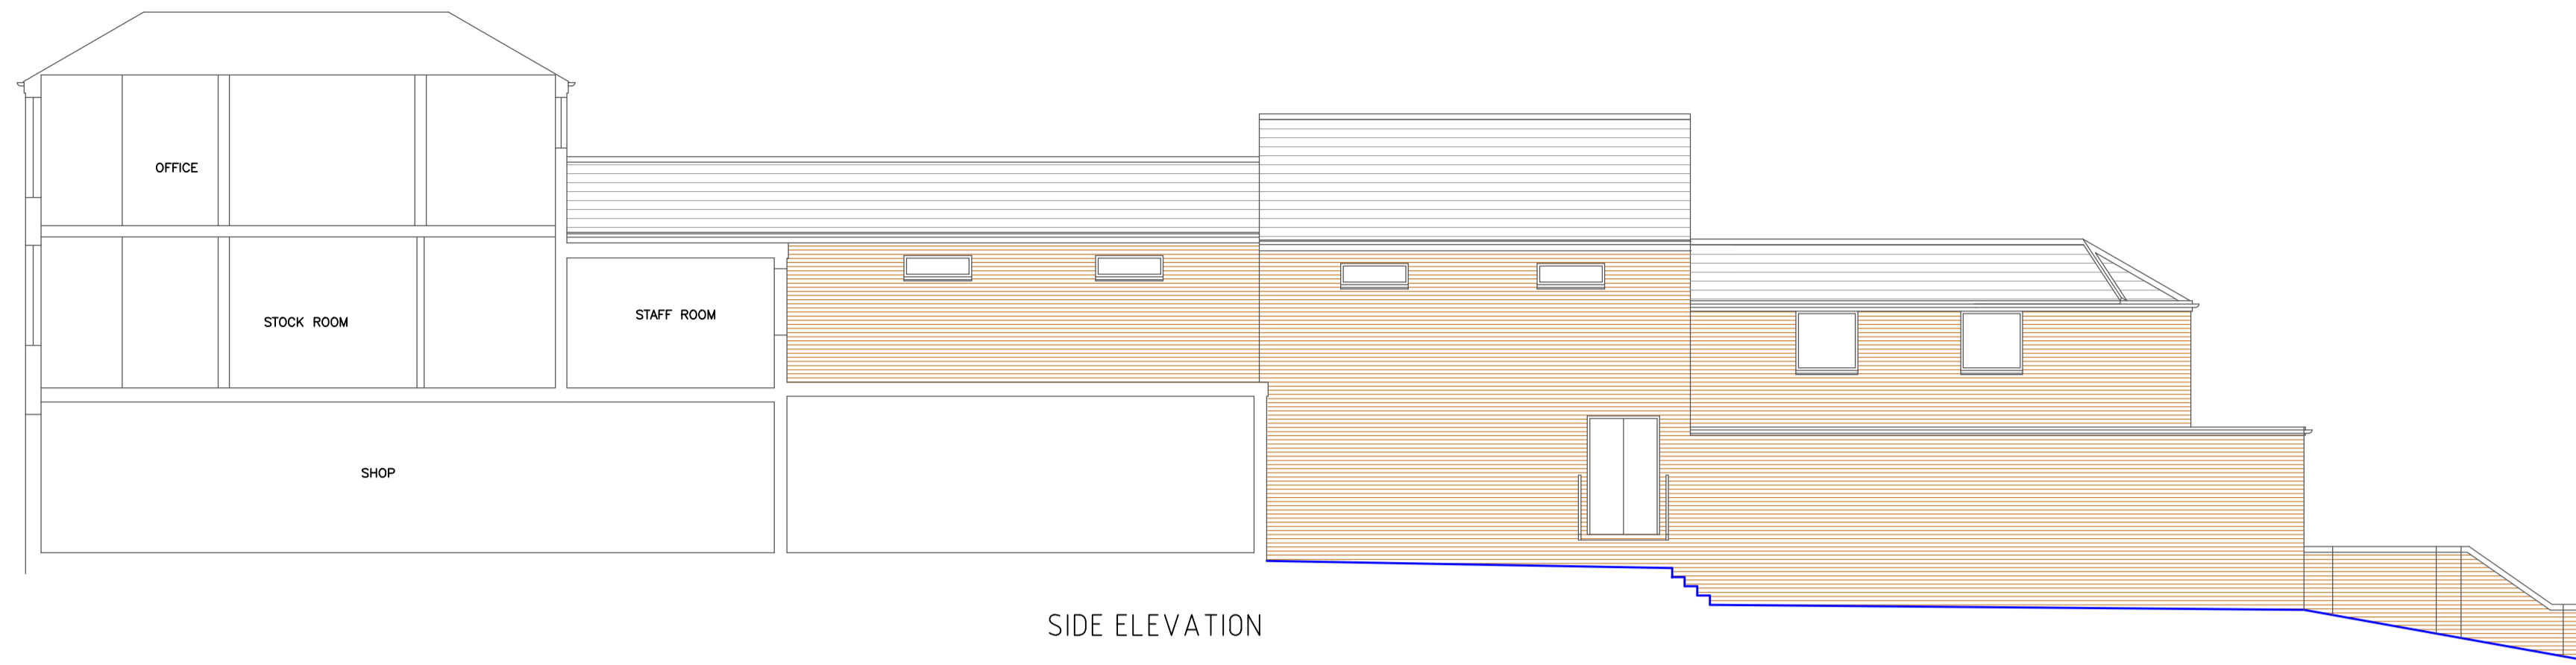 OFFICE
STOCK ROOM
STAFF ROOM
SHOP
SIDE ELEVATION